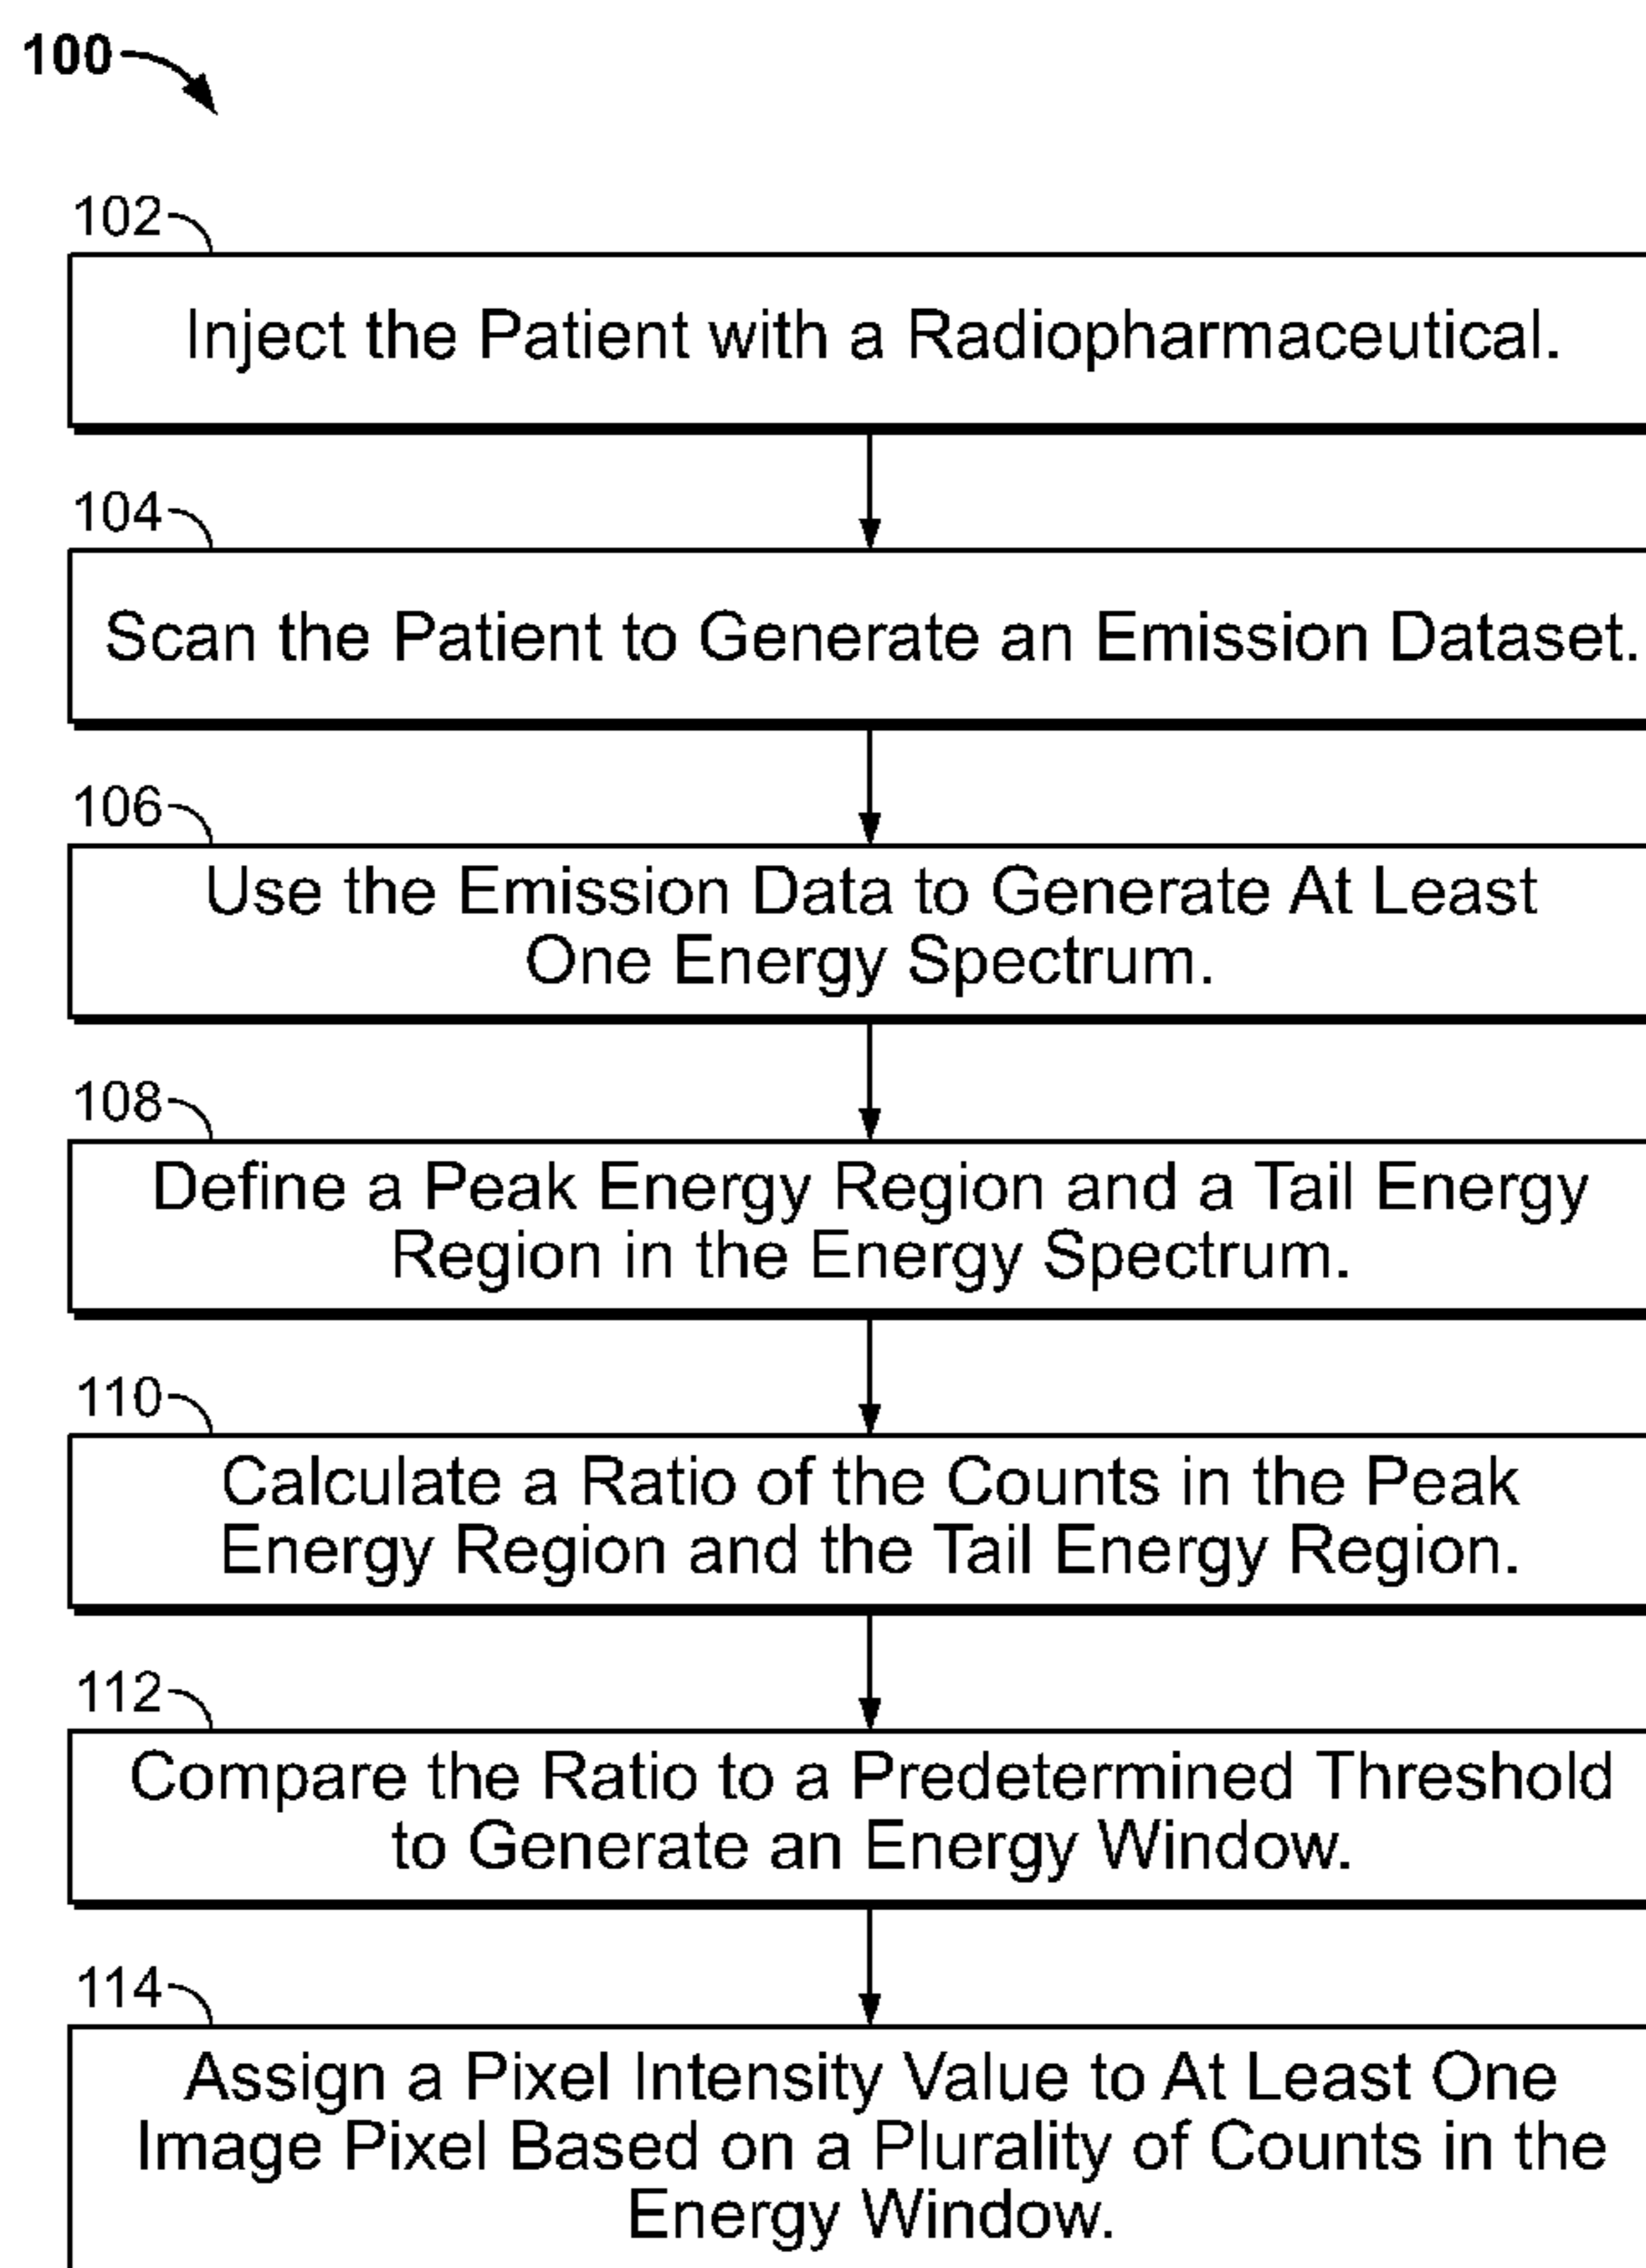 100
102
Inject the Patient with a Radiopharmaceutical.
104
Scan the Patient to Generate an Emission Dataset.
106
Use the Emission Data to Generate At Least
One Energy Spectrum.
108
Define a Peak Energy Region and a Tail Energy
Region in the Energy Spectrum.
110
Calculate a Ratio of the Counts in the Peak
Energy Region and the Tail Energy Region.
112
Compare the Ratio to a Predetermined Threshold
to Generate an Energy Window.
114
Assign a Pixel Intensity Value to At Least One
Image Pixel Based on a Plurality of Counts in the
Energy Window.